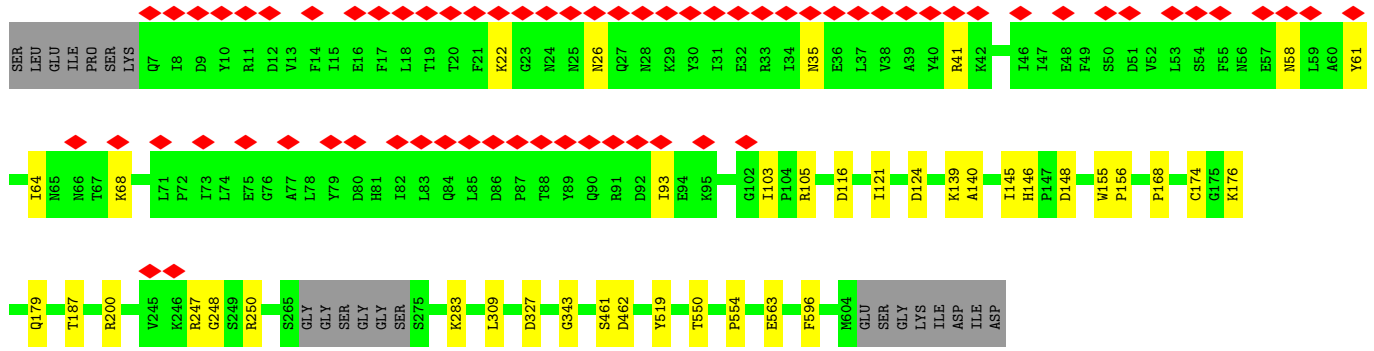 SER LEU GLU ILE PRO SER LYS Q7 I8 D9 Y10 R11 D12 V13 F14 I15 E16 F17 L18 T19 T20 F21 K22 G23 N24 N25 N26 Q27 N28 K29 Y30 I31 E32 R33 I34 N35 E36 L37 V38 A39 Y40 R41 K42 I46 I47 E48 F49 S50 D51 V52 L53 S54 F55 N56 E57 N58 L59 A60 Y61
I64 N65 N66 T67 K68 L71 P72 I73 L74 E75 G76 A77 L78 Y79 D80 H81 I82 L83 Q84 L85 D86 P87 T88 Y89 Q90 R91 D92 I93 E94 K95 G102 I103 P104 R105 D116 I121 D124 K139 A140 I145 H146 P147 D148 W155 P156 P168 C174 G175 K176
Q179 T187 R200 V245 K246 R247 G248 S249 R250 S265 GLY GLY SER GLY GLY SER S275 K283 L309 D327 G343 S461 D462 Y519 T550 P554 E563 F596 M604 GLU SER GLY LYS ILE ASP ILE ASP